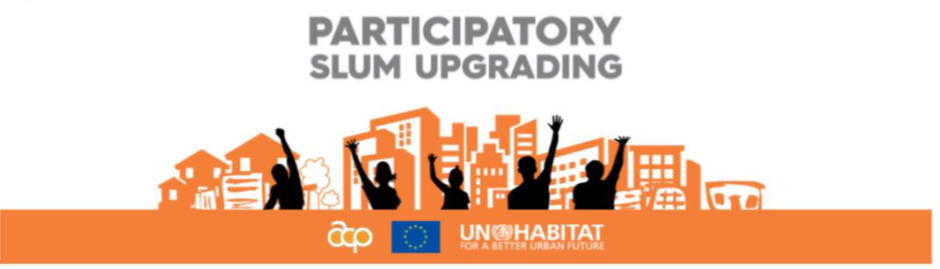 PARTICIPATORY
SLUM UPGRADING
acp
UN HABITAT
FOR A BETTER URBAN FUTURE